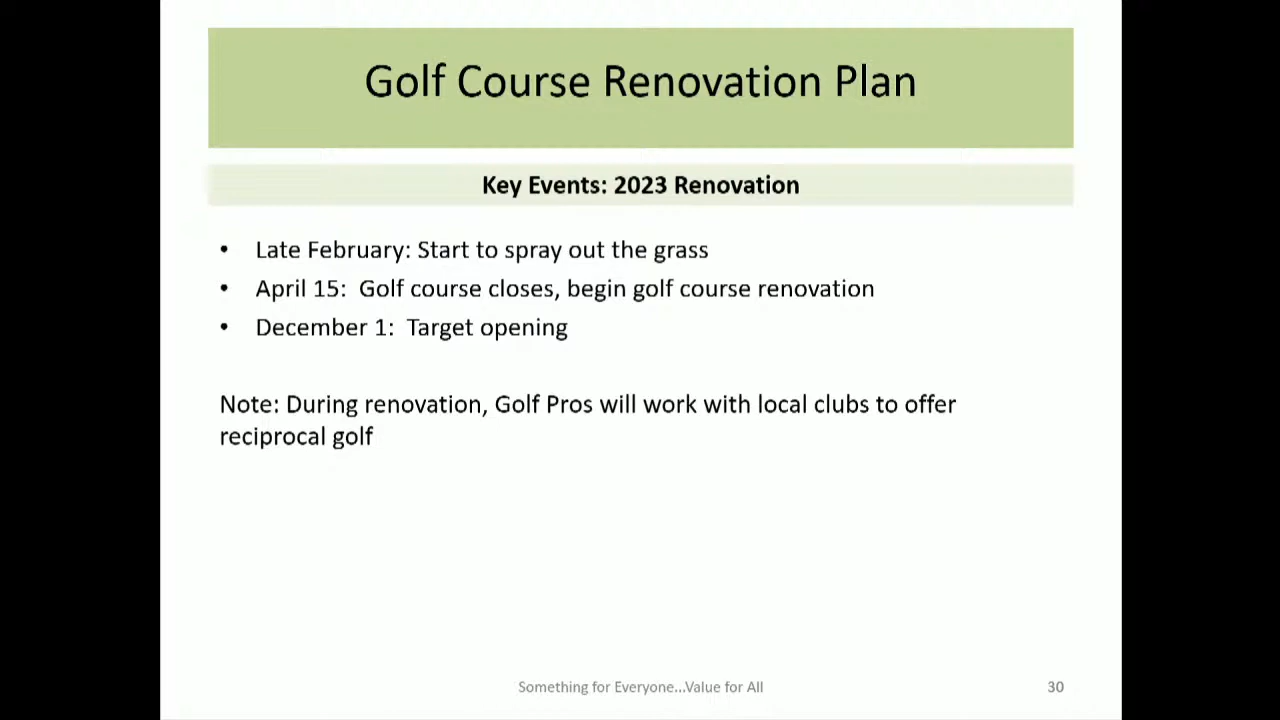 Golf Course Renovation Plan
Key Events: 2023 Renovation
• Late February: Start to spray out the grass
• April 15:  Golf course closes, begin golf course renovation
• December 1:  Target opening
Note: During renovation, Golf Pros will work with local clubs to offer
reciprocal golf
Something for Everyone...Value for All
30